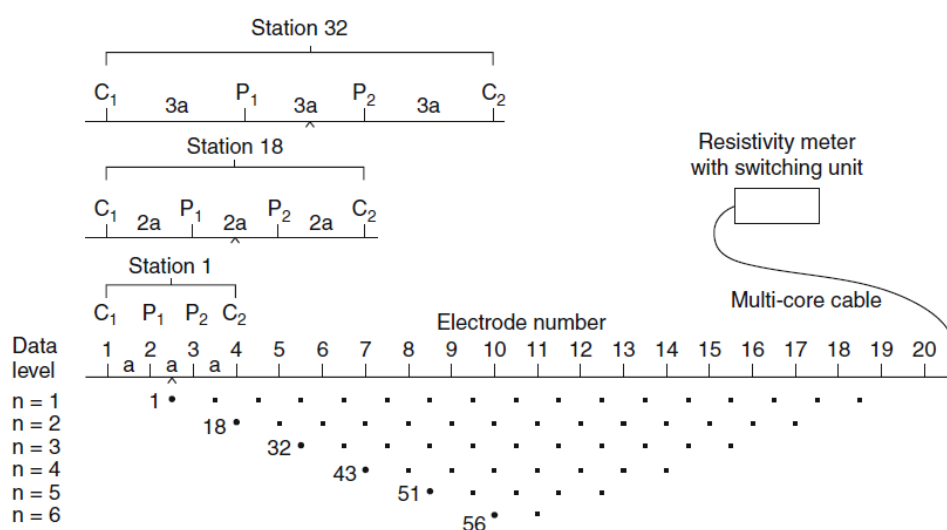 Station 32
C₁ P₁ P₂ C₂
3a 3a 3a
Station 18
C₁ P₁ P₂ C₂
2a 2a 2a
Station 1
C₁ P₁ P₂ C₂
Resistivity meter
with switching unit
Multi-core cable
Electrode number
Data
level
1 2 3 4 5 6 7 8 9 10 11 12 13 14 15 16 17 18 19 20
a a a
n = 1 1
n = 2 18
n = 3 32
n = 4 43
n = 5 51
n = 6 56